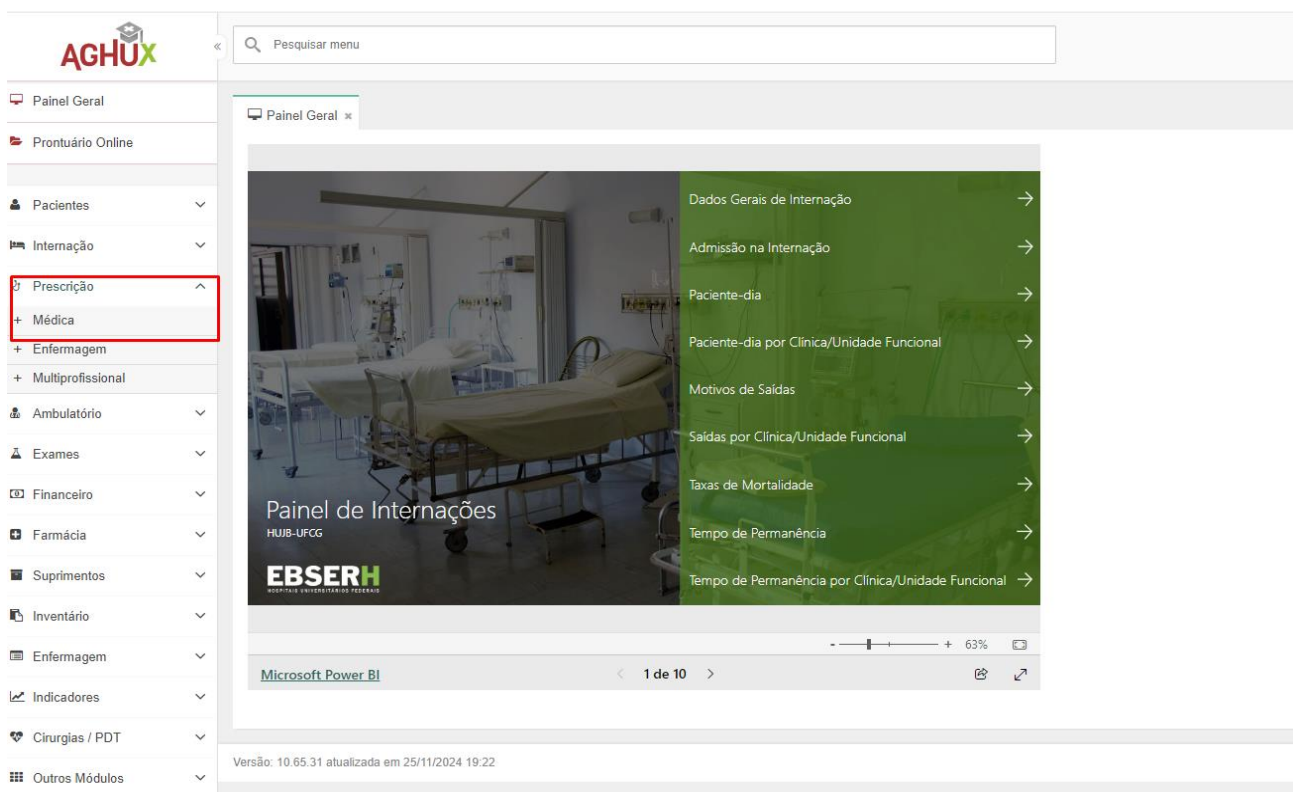 AGHUX
«
Pesquisar menu
Painel Geral
Prontuário Online
Pacientes
Internação
Prescrição
+ Médica
+ Enfermagem
+ Multiprofissional
Ambulatório
Exames
Financeiro
Farmácia
Suprimentos
Inventário
Enfermagem
Indicadores
Cirurgias / PDT
Outros Módulos
Painel Geral ×
Dados Gerais de Internação →
Admissão na Internação →
Paciente-dia →
Paciente-dia por Clínica/Unidade Funcional →
Motivos de Saídas →
Saídas por Clínica/Unidade Funcional →
Taxas de Mortalidade →
Tempo de Permanência →
Tempo de Permanência por Clínica/Unidade Funcional →
Painel de Internações
HUJB-UFCG
EBSERH
HOSPITAIS UNIVERSITÁRIOS FEDERAIS
- + 63%
Microsoft Power BI < 1 de 10 >
Versão: 10.65.31 atualizada em 25/11/2024 19:22